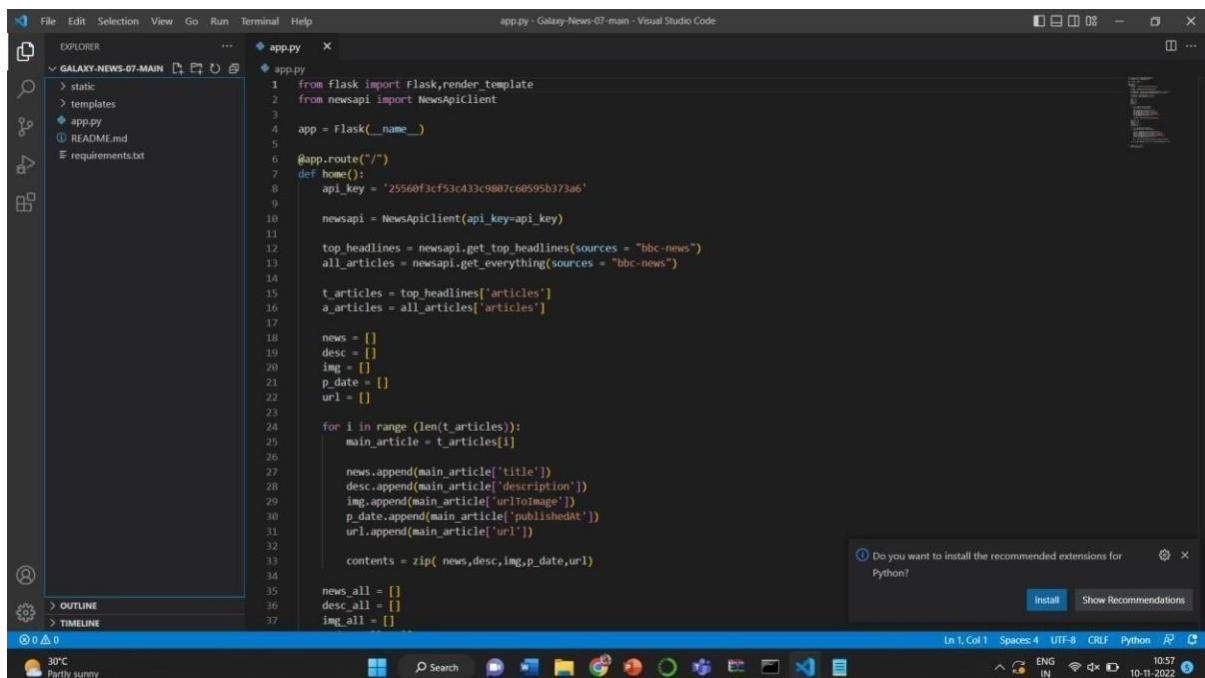 File Edit Selection View Go Run Terminal Help
app.py - Galaxy-News-07-main - Visual Studio Code
EXPLORER
app.py
GALAXY-NEWS-07-MAIN
static
templates
app.py
README.md
requirements.txt
OUTLINE
TIMELINE
app.py
1 from flask import Flask,render_template
2 from newsapi import NewsApiClient
3
4 app = Flask(__name__)
5
6 @app.route("/")
7 def home():
8 api_key = '25560f3cf53c433c9807c60595b373a6'
9
10 newsapi = NewsApiClient(api_key=api_key)
11
12 top_headlines = newsapi.get_top_headlines(sources = "bbc-news")
13 all_articles = newsapi.get_everything(sources = "bbc-news")
14
15 t_articles = top_headlines['articles']
16 a_articles = all_articles['articles']
17
18 news = []
19 desc = []
20 img = []
21 p_date = []
22 url = []
23
24 for i in range (len(t_articles)):
25 main_article = t_articles[i]
26
27 news.append(main_article['title'])
28 desc.append(main_article['description'])
29 img.append(main_article['urlToImage'])
30 p_date.append(main_article['publishedAt'])
31 url.append(main_article['url'])
32
33 contents = zip( news,desc,img,p_date,url)
34
35 news_all = []
36 desc_all = []
37 img_all = []
Do you want to install the recommended extensions for
Python?
Install Show Recommendations
0 0
Ln 1, Col 1 Spaces: 4 UTF-8 CRLF Python
30°C
Partly sunny
Search
ENG
IN
10:57
10-11-2022
5